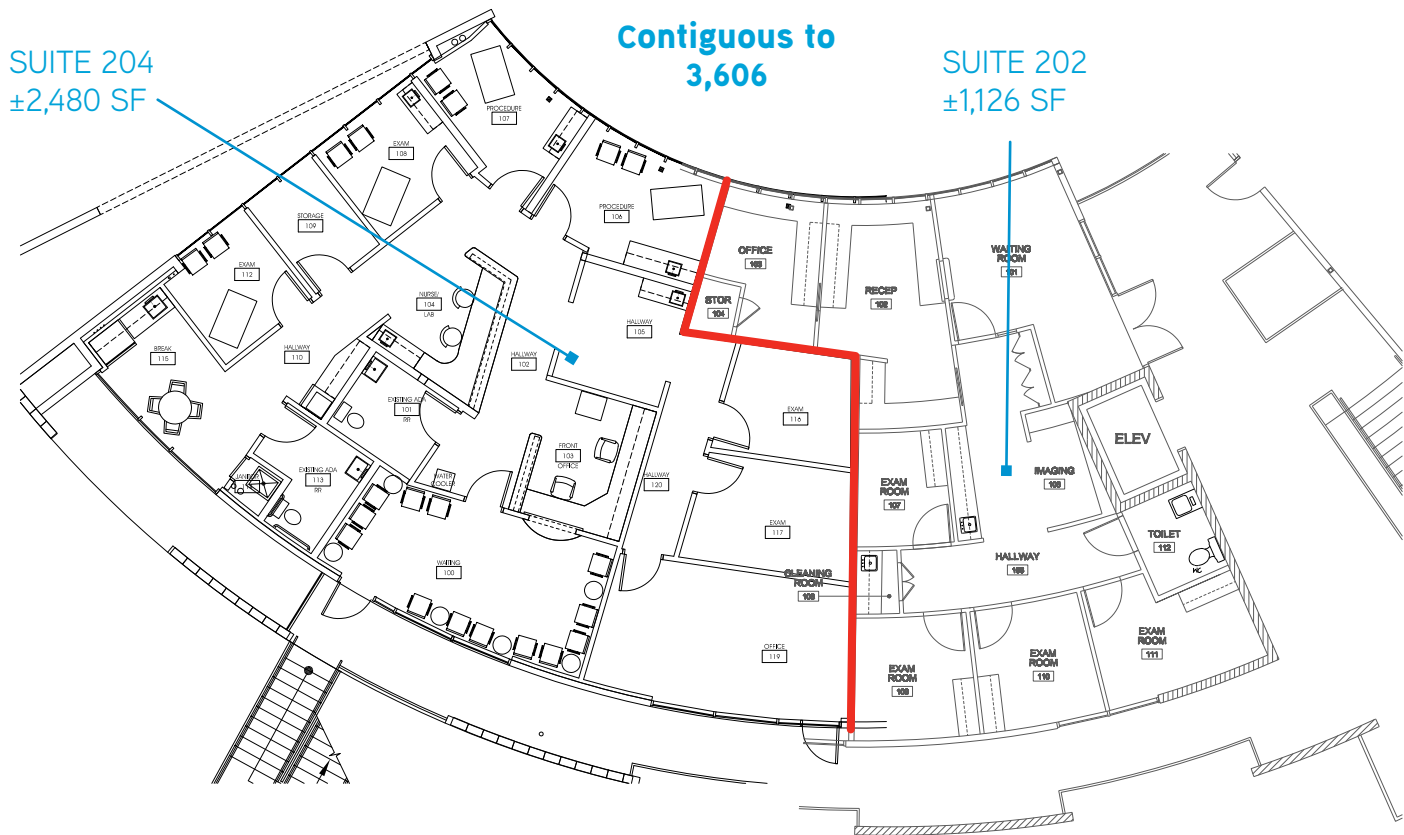 Contiguous to
3,606
SUITE 204
±2,480 SF
SUITE 202
±1,126 SF
PROCEDURE
107
EXAM
108
STORAGE
109
EXAM
112
PROCEDURE
106
NURSE/
104
LAB
HALLWAY
105
BREAK
115
HALLWAY
110
HALLWAY
102
EXISTING ADA
101
RR
FRONT
103
OFFICE
EXISTING ADA
113
RR
WATER
COOLER
HALLWAY
120
WAITING
100
EXAM
116
EXAM
117
OFFICE
119
OFFICE
STOR
104
RECEP
102
WAITING
ROOM
101
ELEV
IMAGING
EXAM
ROOM
107
TOILET
112
WC
HALLWAY
CLEANING
ROOM
EXAM
ROOM
EXAM
ROOM
110
EXAM
ROOM
111